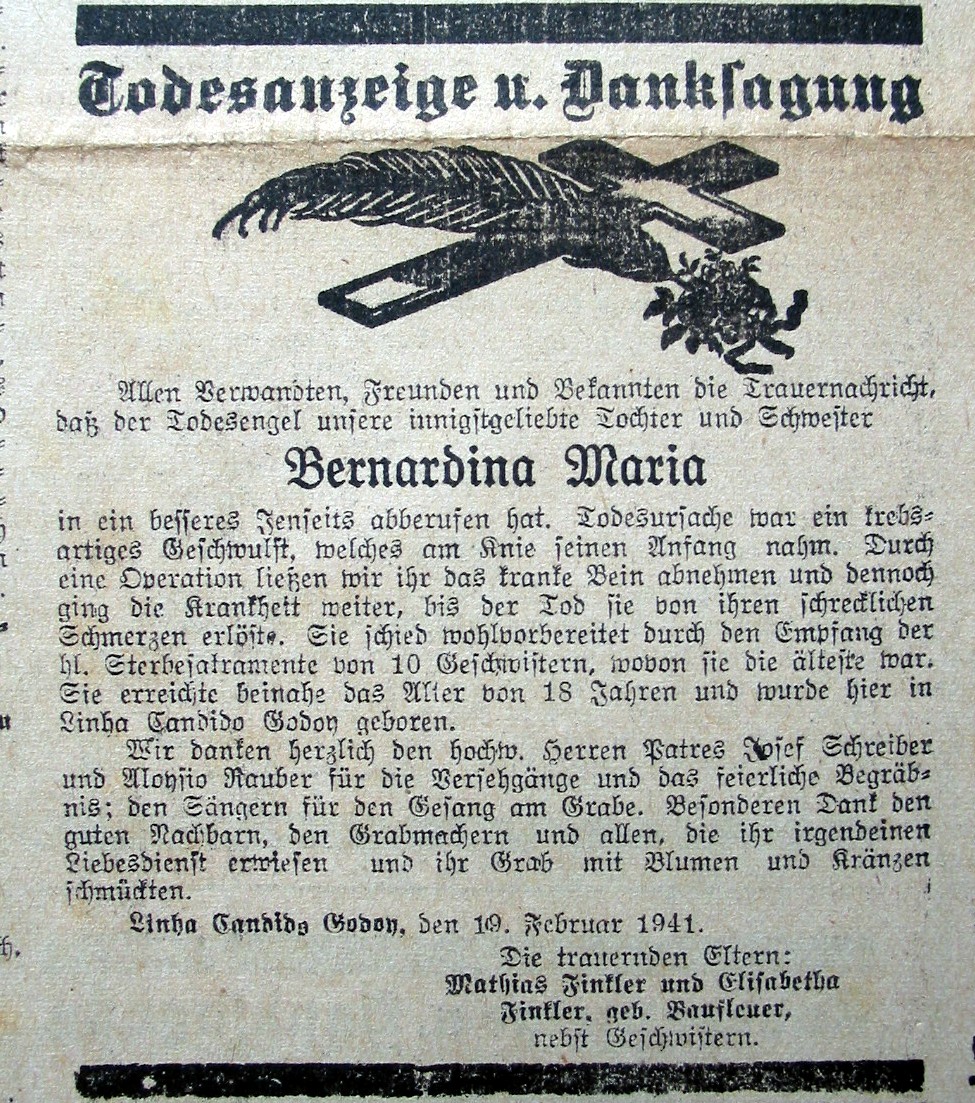 Todesanzeige u. Danksagung
Allen Verwandten, Freunden und Bekannten die Trauernachricht,
daß der Todesengel unsere innigstgeliebte Tochter und Schwester
Bernardina Maria
in ein besseres Jenseits abberufen hat. Todesursache war ein krebs-
artiges Geschwulst, welches am Knie seinen Anfang nahm. Durch
eine Operation ließen wir ihr das kranke Bein abnehmen und dennoch
ging die Krankheit weiter, bis der Tod sie von ihren schrecklichen
Schmerzen erlöste. Sie schied wohlvorbereitet durch den Empfang der
hl. Sterbesakramente von 10 Geschwistern, wovon sie die älteste war.
Sie erreichte beinahe das Alter von 18 Jahren und wurde hier in
Linha Candido Godoy geboren.
Wir danken herzlich den hochw. Herren Patres Josef Schreiber
und Aloysio Rauber für die Versehgänge und das feierliche Begräb-
nis; den Sängern für den Gesang am Grabe. Besonderen Dank den
guten Nachbarn, den Grabmachern und allen, die ihr irgendeinen
Liebesdienst erwiesen und ihr Grab mit Blumen und Kränzen
schmückten.
Linha Candido Godoy, den 19. Februar 1941.
Die trauernden Eltern:
Mathias Finkler und Elisabetha
Finkler, geb. Baufleuer,
nebst Geschwistern.